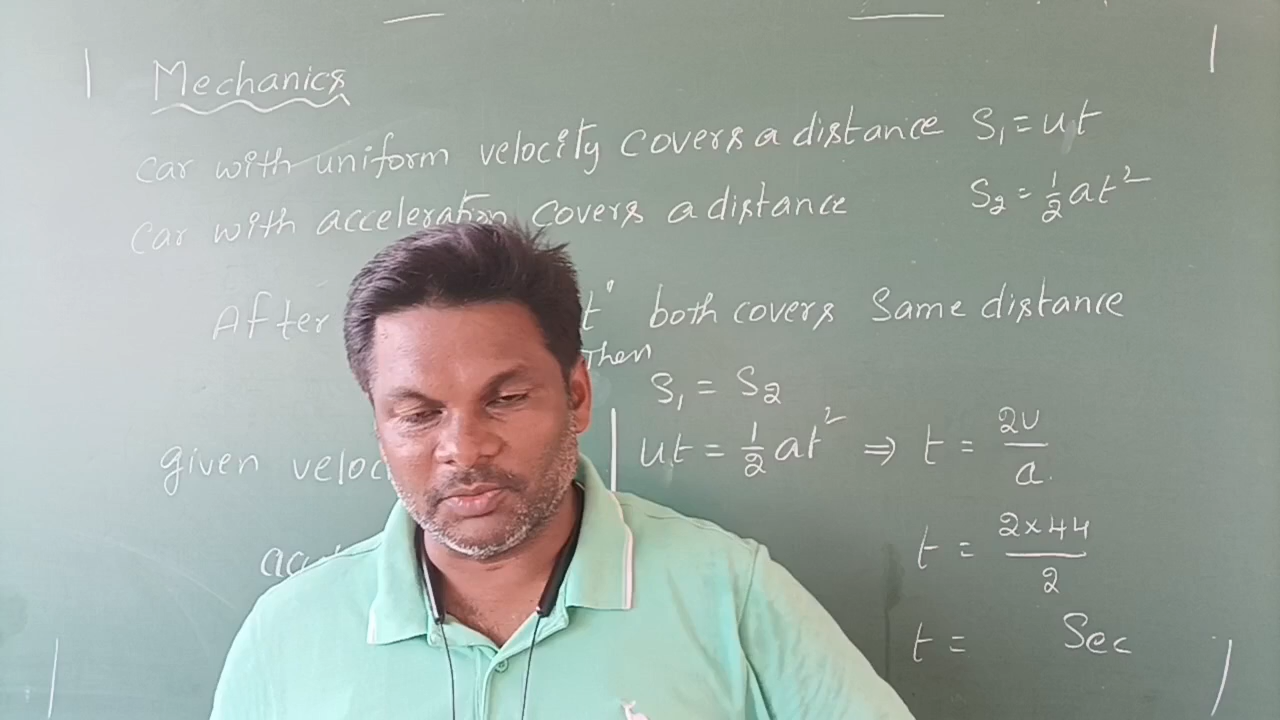 Mechanics
car with uniform velocity covers a distance S₁ = ut
car with acceleration covers a distance S₂ = ½at²
After t' both covers Same distance
Then
S₁ = S₂
given ut = ½at² ⇒ t = 2u/a.
t = 2×44/2
t = Sec